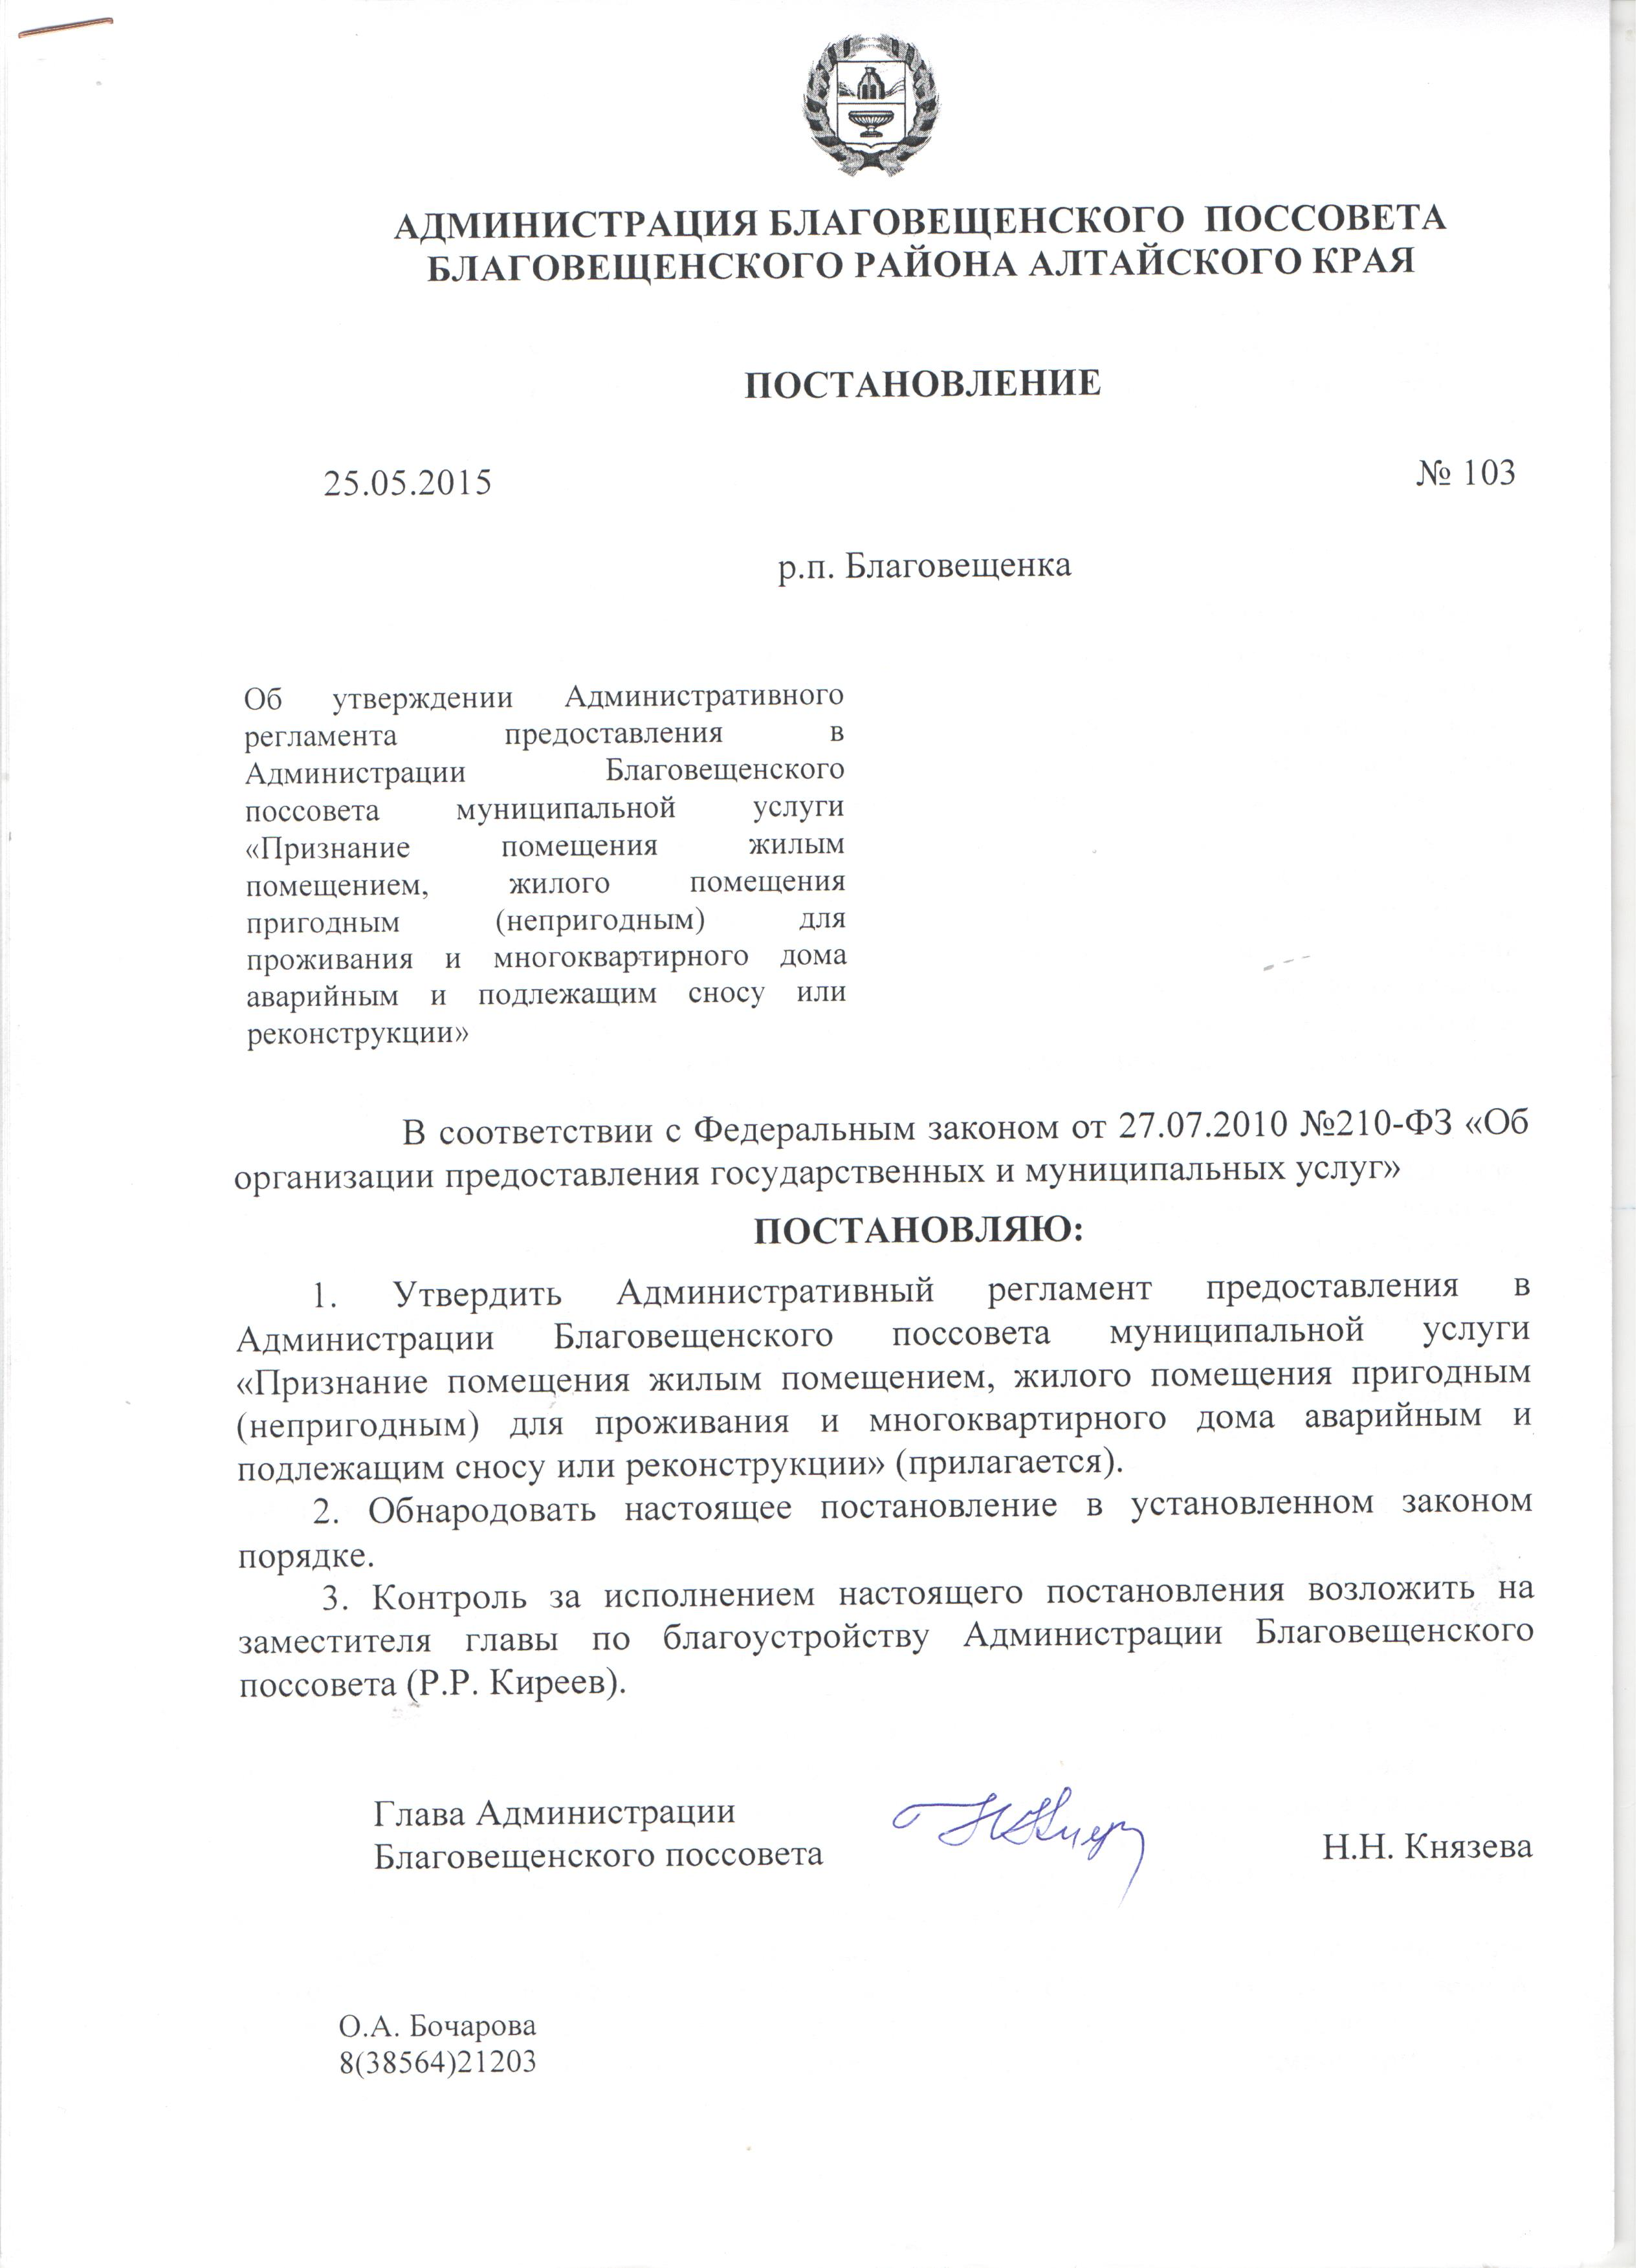 АДМИНИСТРАЦИЯ БЛАГОВЕЩЕНСКОГО ПОССОВЕТА
БЛАГОВЕЩЕНСКОГО РАЙОНА АЛТАЙСКОГО КРАЯ
ПОСТАНОВЛЕНИЕ
25.05.2015 № 103
р.п. Благовещенка
Об утверждении Административного
регламента предоставления в
Администрации Благовещенского
поссовета муниципальной услуги
«Признание помещения жилым
помещением, жилого помещения
пригодным (непригодным) для
проживания и многоквартирного дома
аварийным и подлежащим сносу или
реконструкции»
В соответствии с Федеральным законом от 27.07.2010 №210-ФЗ «Об
организации предоставления государственных и муниципальных услуг»
ПОСТАНОВЛЯЮ:
1. Утвердить Административный регламент предоставления в
Администрации Благовещенского поссовета муниципальной услуги
«Признание помещения жилым помещением, жилого помещения пригодным
(непригодным) для проживания и многоквартирного дома аварийным и
подлежащим сносу или реконструкции» (прилагается).
2. Обнародовать настоящее постановление в установленном законом
порядке.
3. Контроль за исполнением настоящего постановления возложить на
заместителя главы по благоустройству Администрации Благовещенского
поссовета (Р.Р. Киреев).
Глава Администрации
Благовещенского поссовета Н.Н. Князева
О.А. Бочарова
8(38564)21203